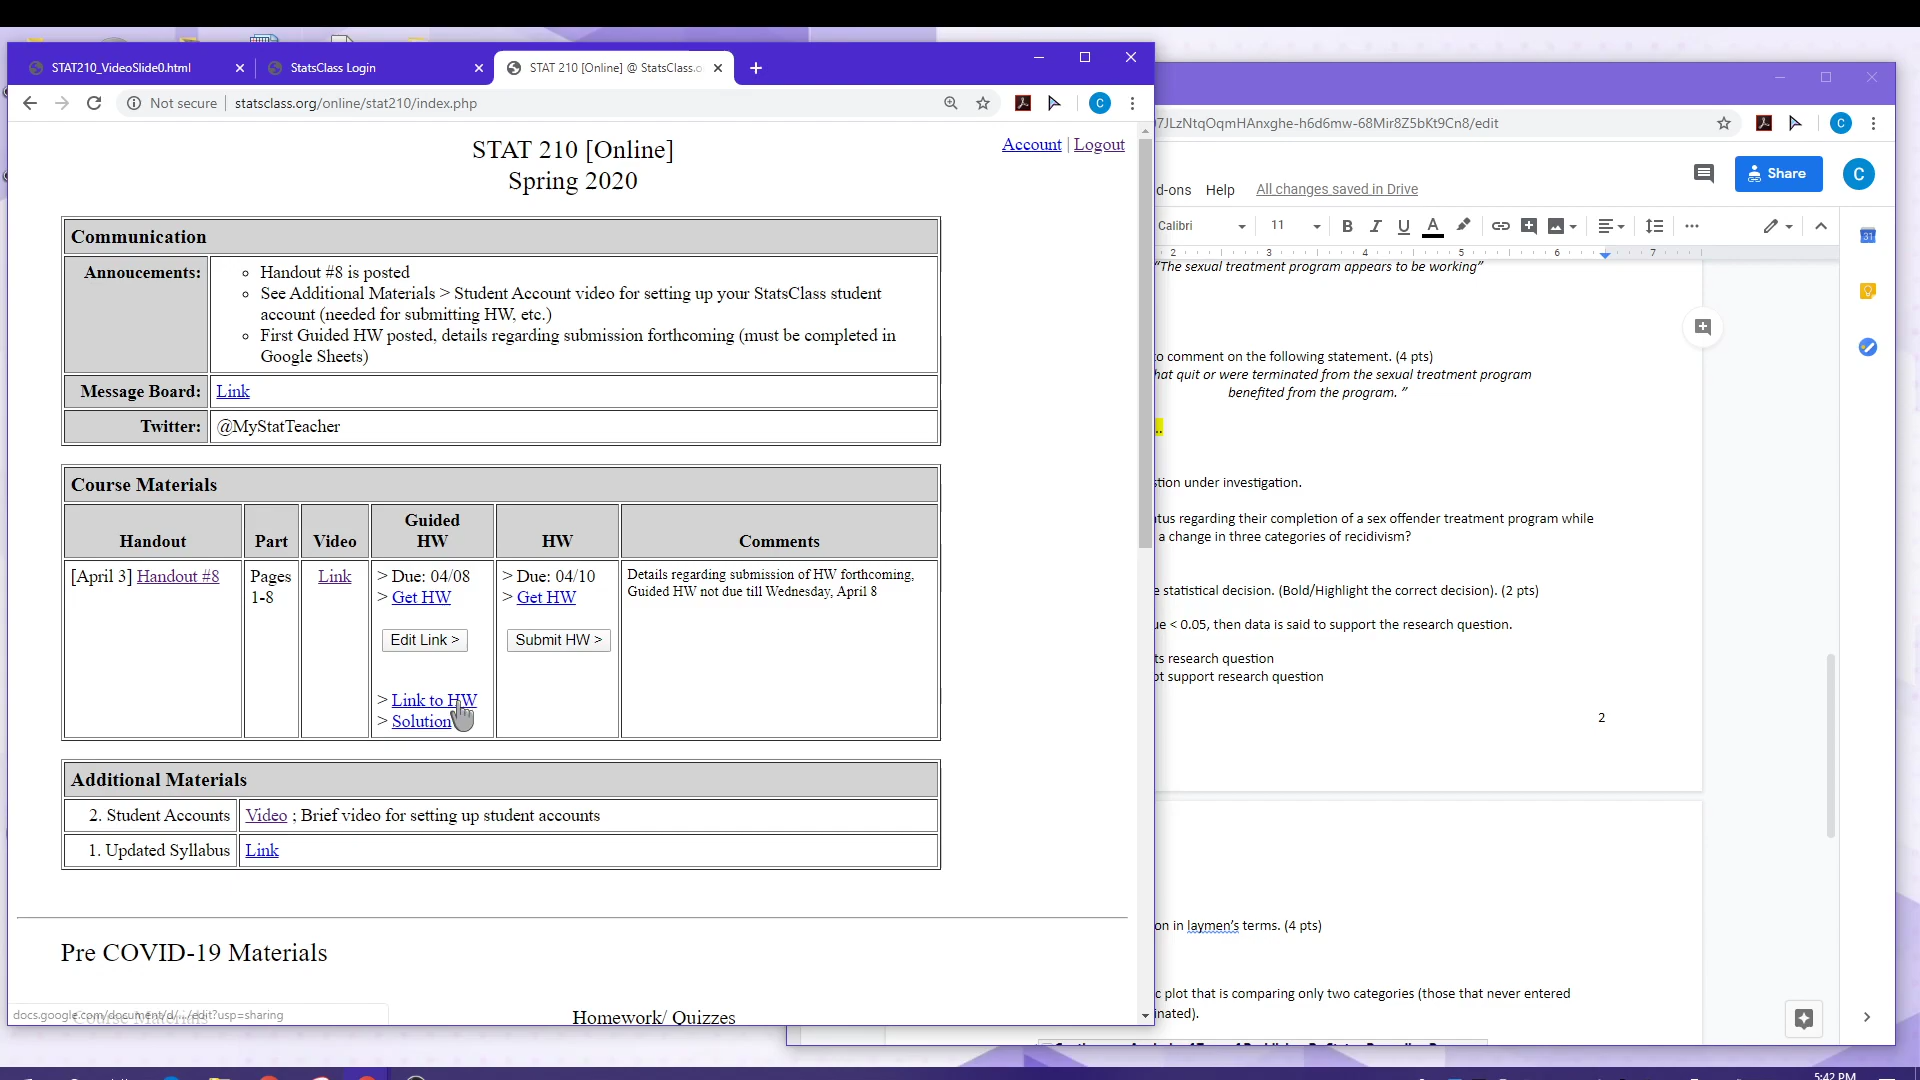 STAT210_VideoSlide0.html
StatsClass Login
STAT 210 [Online] @ StatsClass.o
Not secure
statsclass.org/online/stat210/index.php
C
Account | Logout
STAT 210 [Online]
Spring 2020
Communication
Annoucements:
Handout #8 is posted
See Additional Materials > Student Account video for setting up your StatsClass student
account (needed for submitting HW, etc.)
First Guided HW posted, details regarding submission forthcoming (must be completed in
Google Sheets)
Message Board:
Link
Twitter:
@MyStatTeacher
Course Materials
Handout
Part
Video
Guided
HW
HW
Comments
[April 3] Handout #8
Pages
1-8
Link
> Due: 04/08
> Get HW
Edit Link >
> Link to HW
> Solution
> Due: 04/10
> Get HW
Submit HW >
Details regarding submission of HW forthcoming,
Guided HW not due till Wednesday, April 8
Additional Materials
2. Student Accounts
Video ; Brief video for setting up student accounts
1. Updated Syllabus
Link
Pre COVID-19 Materials
Homework/ Quizzes
docs.google.com/document/d/.../edit?usp=sharing
7JLzNtqOqmHAnxghe-h6d6mw-68Mir8Z5bKt9Cn8/edit
C
d-ons
Help
All changes saved in Drive
Share
C
Calibri
11
B
I
U
A
2 3 4 5 6 7
31
“The sexual treatment program appears to be working”
o comment on the following statement. (4 pts)
hat quit or were terminated from the sexual treatment program
benefited from the program. ”
..
stion under investigation.
atus regarding their completion of a sex offender treatment program while
a change in three categories of recidivism?
e statistical decision. (Bold/Highlight the correct decision). (2 pts)
ue < 0.05, then data is said to support the research question.
ts research question
ot support research question
2
on in laymen’s terms. (4 pts)
c plot that is comparing only two categories (those that never entered
inated).
5:42 PM